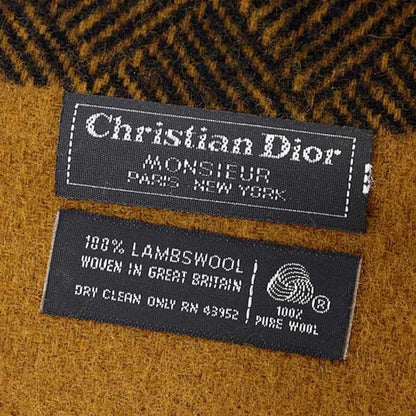 Christian Dior
MONSIEUR
PARIS NEW YORK
100% LAMBSWOOL
WOVEN IN GREAT BRITAIN
DRY CLEAN ONLY RN 43952
®
100%
PURE WOOL